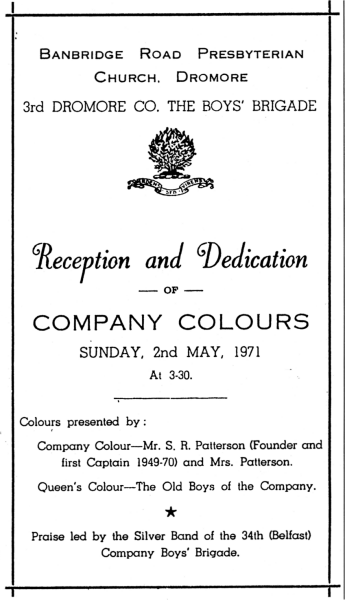 BANBRIDGE ROAD PRESBYTERIAN
CHURCH, DROMORE
3rd DROMORE CO. THE BOYS' BRIGADE
Reception and Dedication
— OF —
COMPANY COLOURS
SUNDAY, 2nd MAY, 1971
At 3-30.
Colours presented by :
Company Colour—Mr. S. R. Patterson (Founder and
first Captain 1949-70) and Mrs. Patterson.
Queen's Colour—The Old Boys of the Company.
★
Praise led by the Silver Band of the 34th (Belfast)
Company Boys' Brigade.